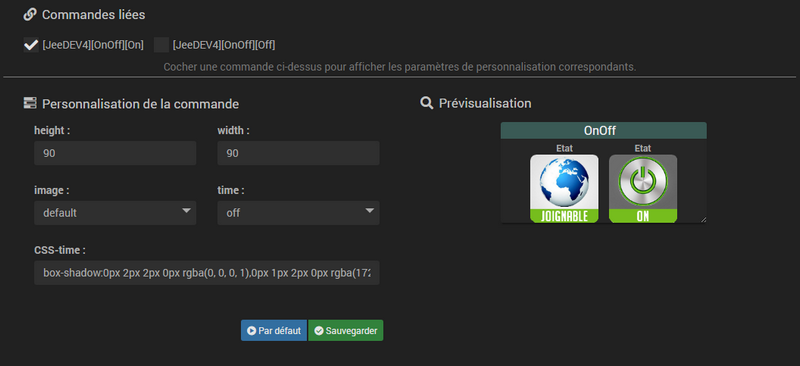 Commandes liées
[JeeDEV4][OnOff][On] [JeeDEV4][OnOff][Off]
Cocher une commande ci-dessus pour afficher les paramètres de personnalisation correspondants.
Personnalisation de la commande
height :
width :
90
90
image :
time :
default
off
CSS-time :
box-shadow:0px 2px 2px 0px rgba(0, 0, 0, 1),0px 1px 2px 0px rgba(172
Par défaut
Sauvegarder
Prévisualisation
OnOff
Etat
Etat
JOIGNABLE
ON